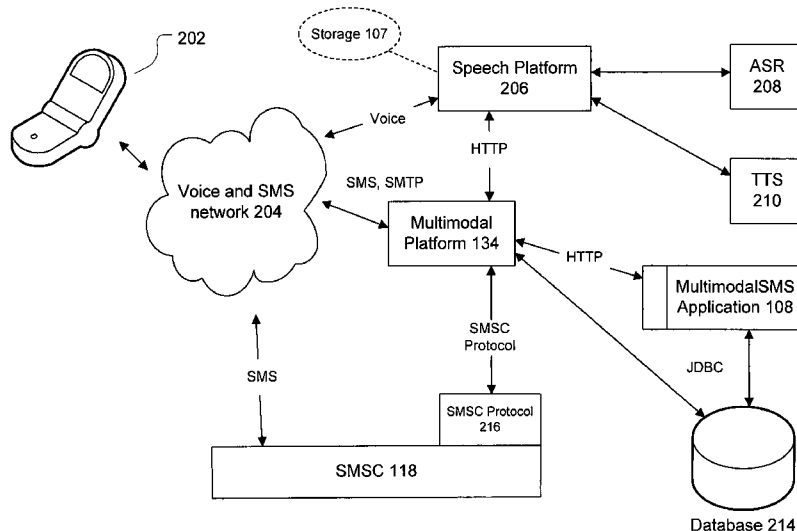 202
Storage 107
Speech Platform
206
ASR
208
Voice
HTTP
TTS
210
Voice and SMS
network 204
SMS, SMTP
Multimodal
Platform 134
HTTP
MultimodalSMS
Application 108
SMSC
Protocol
JDBC
SMS
SMSC Protocol
216
SMSC 118
Database 214